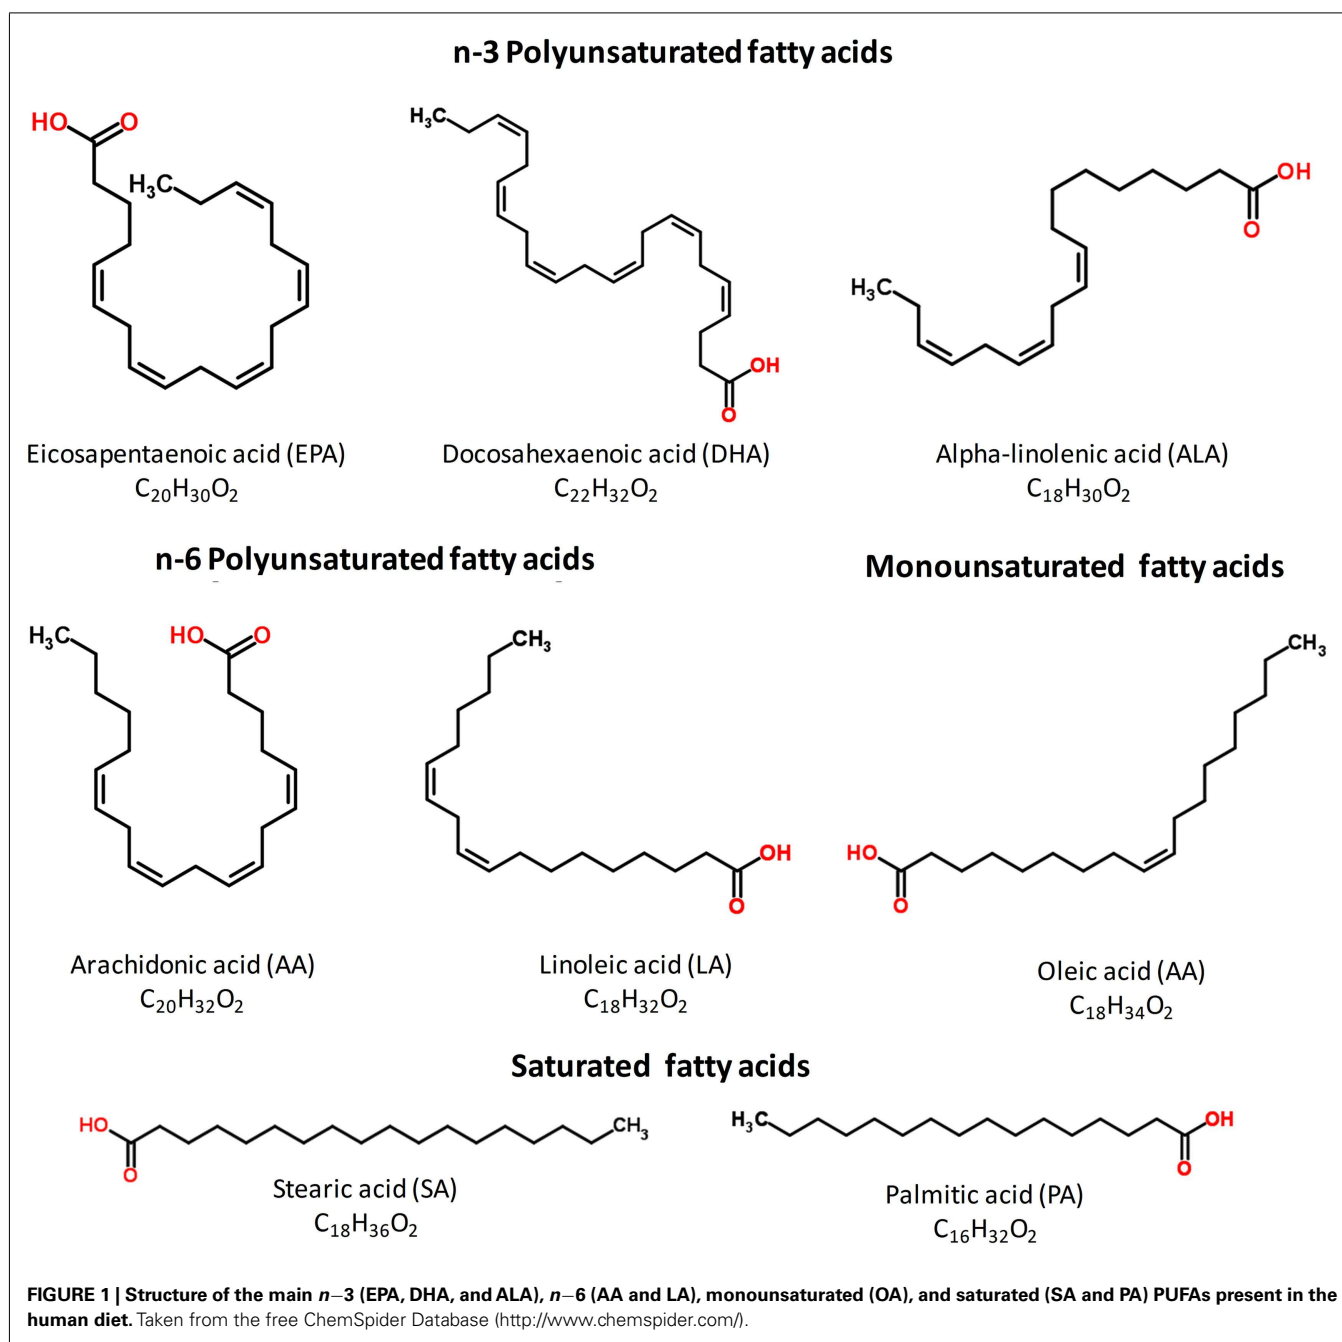 n-3 Polyunsaturated fatty acids
HO O
H₃C
H₃C
OH
O
OH
O
H₃C
Eicosapentaenoic acid (EPA)
C₂₀H₃₀O₂
Docosahexaenoic acid (DHA)
C₂₂H₃₂O₂
Alpha-linolenic acid (ALA)
C₁₈H₃₀O₂
n-6 Polyunsaturated fatty acids
Monounsaturated fatty acids
H₃C
HO O
CH₃
OH
O
CH₃
HO
O
Arachidonic acid (AA)
C₂₀H₃₂O₂
Linoleic acid (LA)
C₁₈H₃₂O₂
Oleic acid (AA)
C₁₈H₃₄O₂
Saturated fatty acids
HO
O
CH₃
H₃C
OH
O
Stearic acid (SA)
C₁₈H₃₆O₂
Palmitic acid (PA)
C₁₆H₃₂O₂
FIGURE 1 | Structure of the main n−3 (EPA, DHA, and ALA), n−6 (AA and LA), monounsaturated (OA), and saturated (SA and PA) PUFAs present in the
human diet. Taken from the free ChemSpider Database (http://www.chemspider.com/).